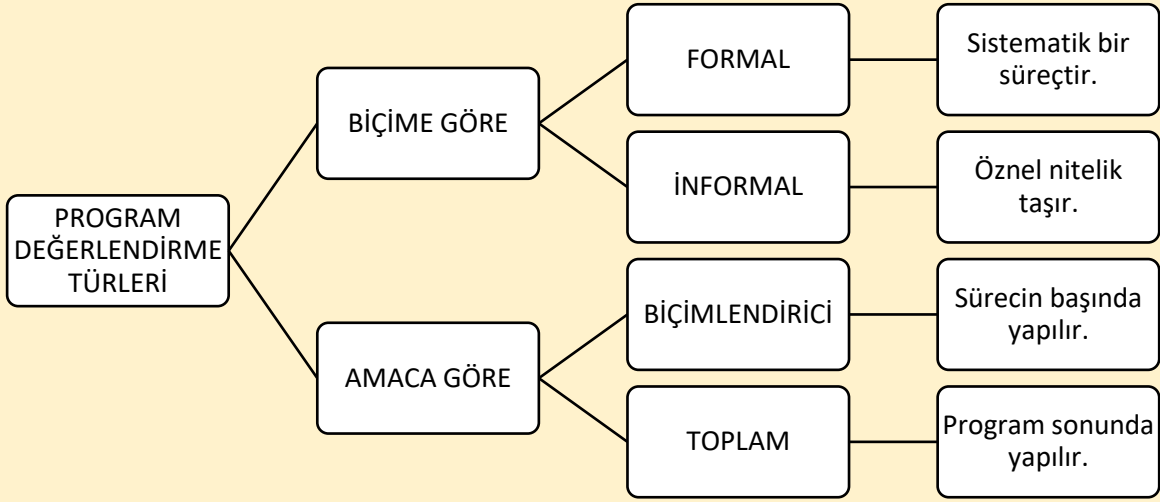 PROGRAM
DEĞERLENDİRME
TÜRLERİ
BİÇİME GÖRE
FORMAL
Sistematik bir
süreçtir.
İNFORMAL
Öznel nitelik
taşır.
AMACA GÖRE
BİÇİMLENDİRİCİ
Sürecin başında
yapılır.
TOPLAM
Program sonunda
yapılır.